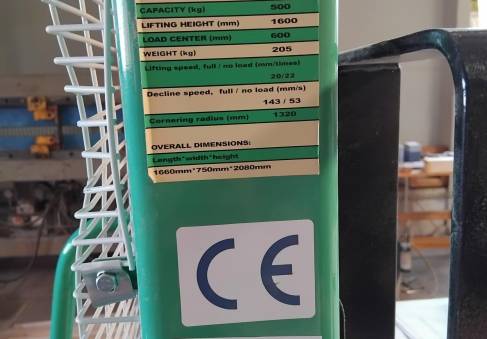 CAPACITY (kg) 500
LIFTING HEIGHT (mm) 1600
LOAD CENTER (mm) 600
WEIGHT (kg) 205
Lifting speed, full / no load (mm/times)
20/22
Decline speed, full / no load (mm/s)
143 / 53
Cornering radius (mm) 1320
OVERALL DIMENSIONS:
Length*width*height
1660mm*750mm*2080mm
CE